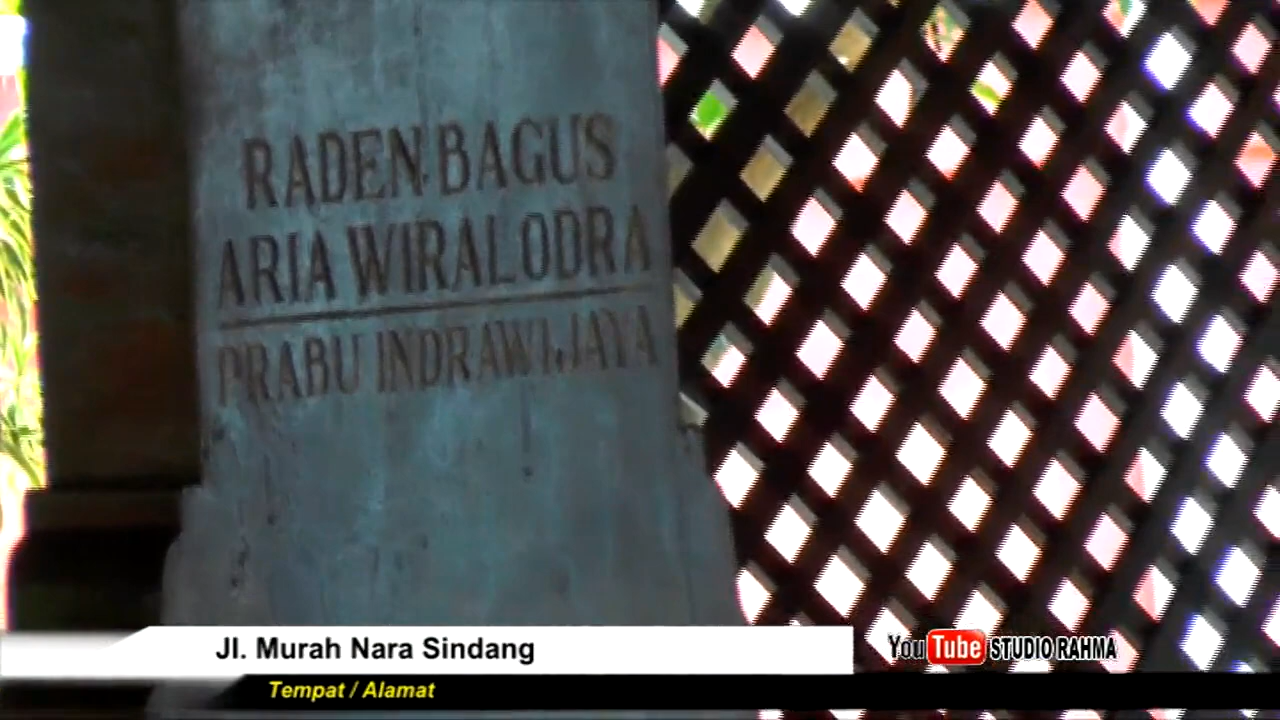 RADEN BAGUS
ARIA WIRALODRA
PRABU INDRAWIJAYA
Jl. Murah Nara Sindang
YouTube STUDIO RAHMA
Tempat / Alamat